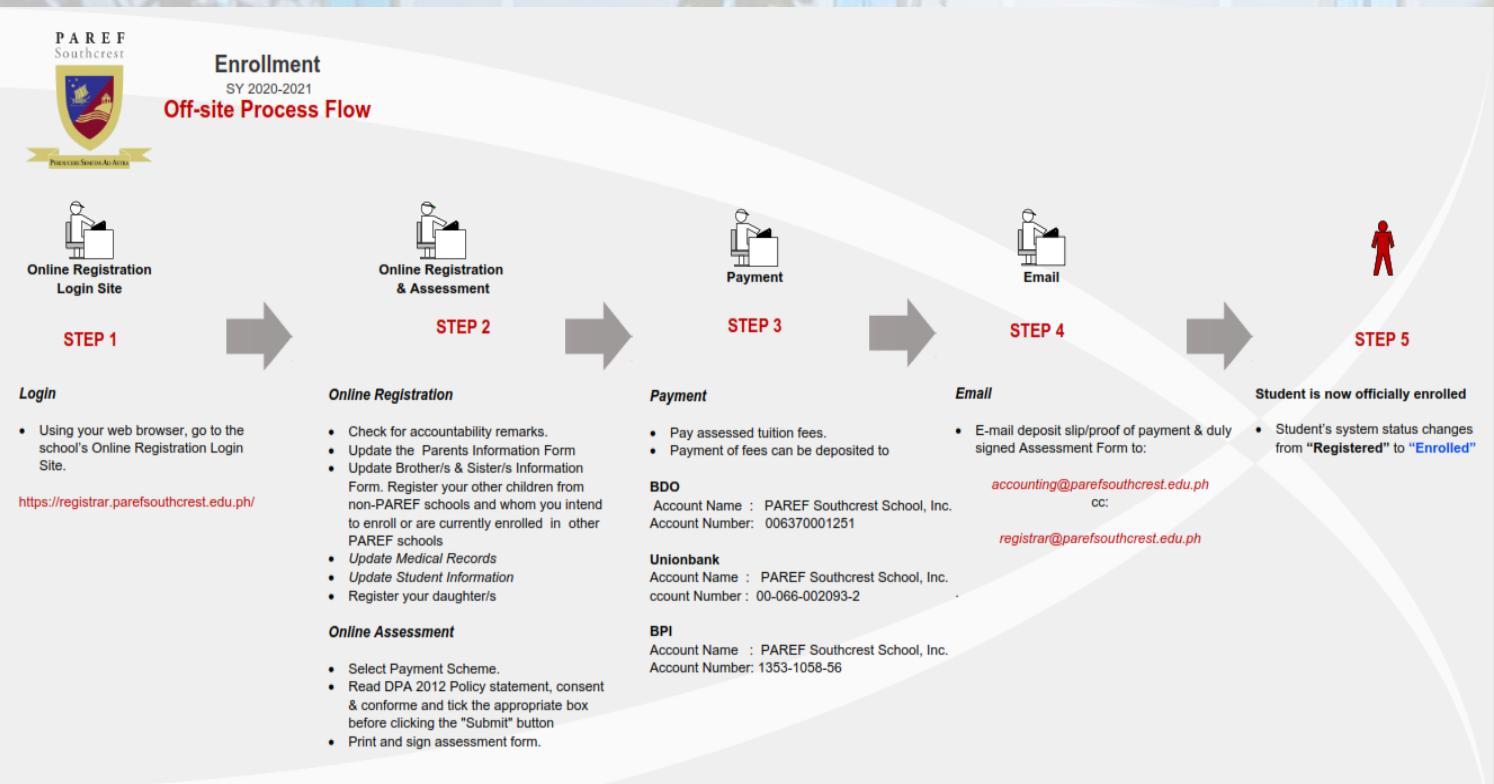 PAREF
Southcrest
PERDUCERE SEMITAS AD ASTRA
Enrollment
SY 2020-2021
Off-site Process Flow
Online Registration
Login Site
STEP 1
Login
• Using your web browser, go to the
school's Online Registration Login
Site.
https://registrar.parefsouthcrest.edu.ph/
Online Registration
& Assessment
STEP 2
Online Registration
• Check for accountability remarks.
• Update the Parents Information Form
• Update Brother/s & Sister/s Information
Form. Register your other children from
non-PAREF schools and whom you intend
to enroll or are currently enrolled in other
PAREF schools
• Update Medical Records
• Update Student Information
• Register your daughter/s
Online Assessment
• Select Payment Scheme.
• Read DPA 2012 Policy statement, consent
& conforme and tick the appropriate box
before clicking the "Submit" button
• Print and sign assessment form.
Payment
STEP 3
Payment
• Pay assessed tuition fees.
• Payment of fees can be deposited to
BDO
Account Name : PAREF Southcrest School, Inc.
Account Number: 006370001251
Unionbank
Account Name : PAREF Southcrest School, Inc.
ccount Number : 00-066-002093-2
BPI
Account Name : PAREF Southcrest School, Inc.
Account Number: 1353-1058-56
Email
STEP 4
Email
• E-mail deposit slip/proof of payment & duly
signed Assessment Form to:
accounting@parefsouthcrest.edu.ph
cc:
registrar@parefsouthcrest.edu.ph
STEP 5
Student is now officially enrolled
• Student's system status changes
from “Registered” to “Enrolled”